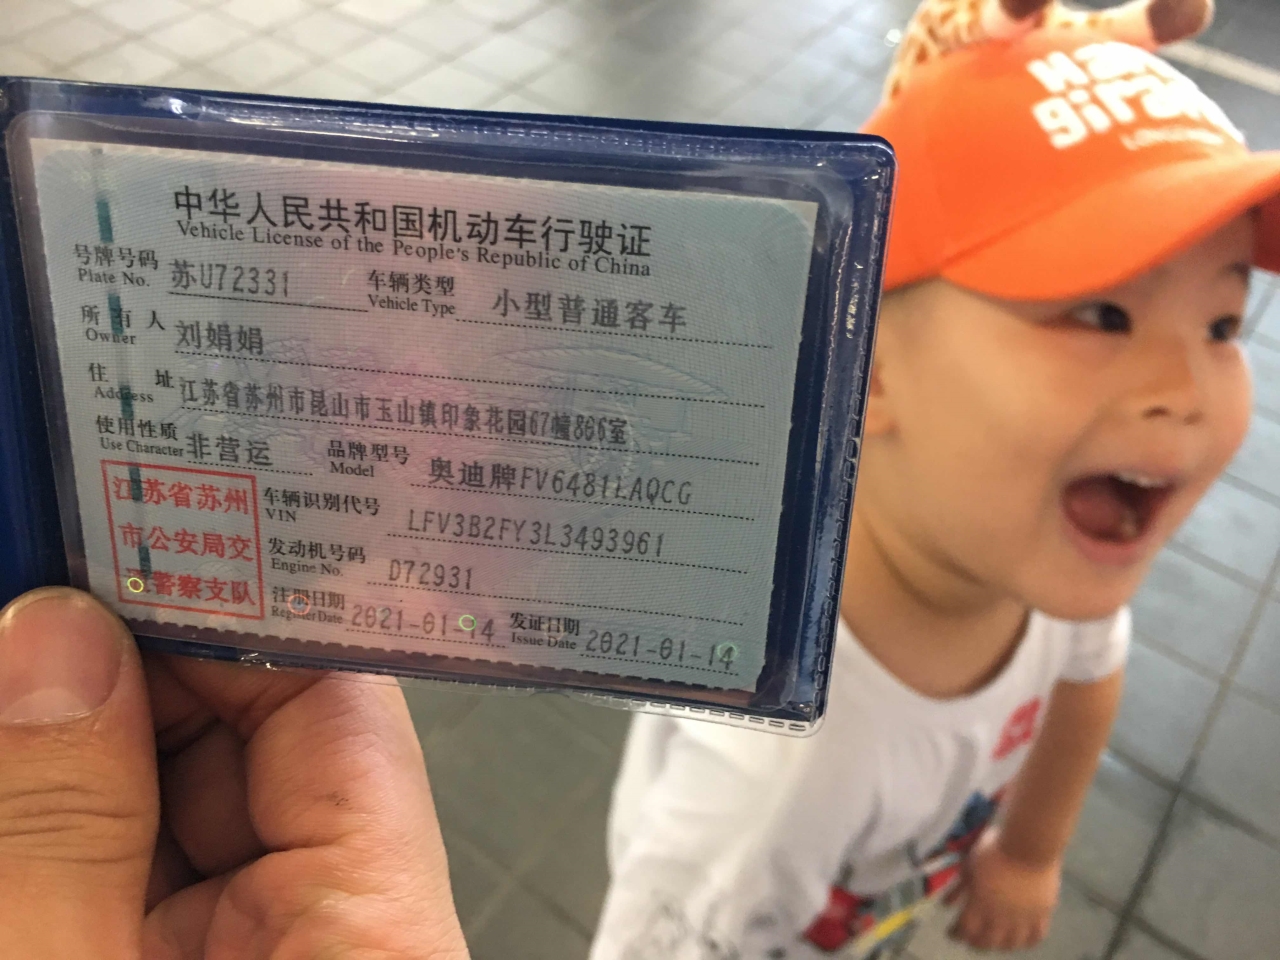 中华人民共和国机动车行驶证
Vehicle License of the People's Republic of China
号牌号码 苏U72331 车辆类型 小型普通客车
Plate No. Vehicle Type
所有人 刘娟娟
Owner
住址 江苏省苏州市昆山市玉山镇印象花园67幢866室
Address
使用性质 非营运 品牌型号 奥迪牌FV6481LAQCG
Use Character Model
江苏省苏州
市公安局交
通警察支队
车辆识别代号 LFV3B2FY3L3493961
VIN
发动机号码 D72931
Engine No.
注册日期 2021-01-14 发证日期 2021-01-14
Register Date Issue Date